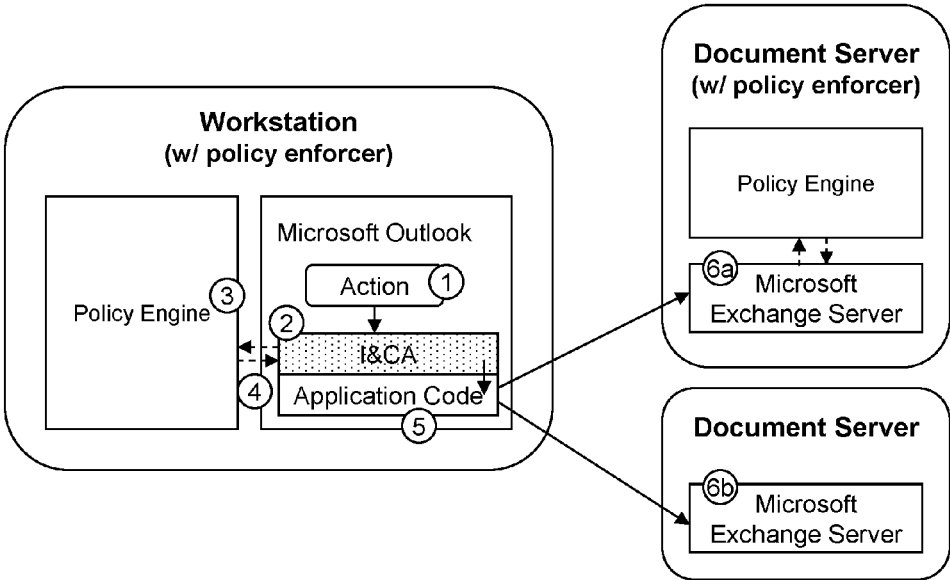 Workstation
(w/ policy enforcer)
Policy Engine
3
Microsoft Outlook
Action
1
2
I&CA
4
Application Code
5
Document Server
(w/ policy enforcer)
Policy Engine
6a
Microsoft
Exchange Server
Document Server
6b
Microsoft
Exchange Server